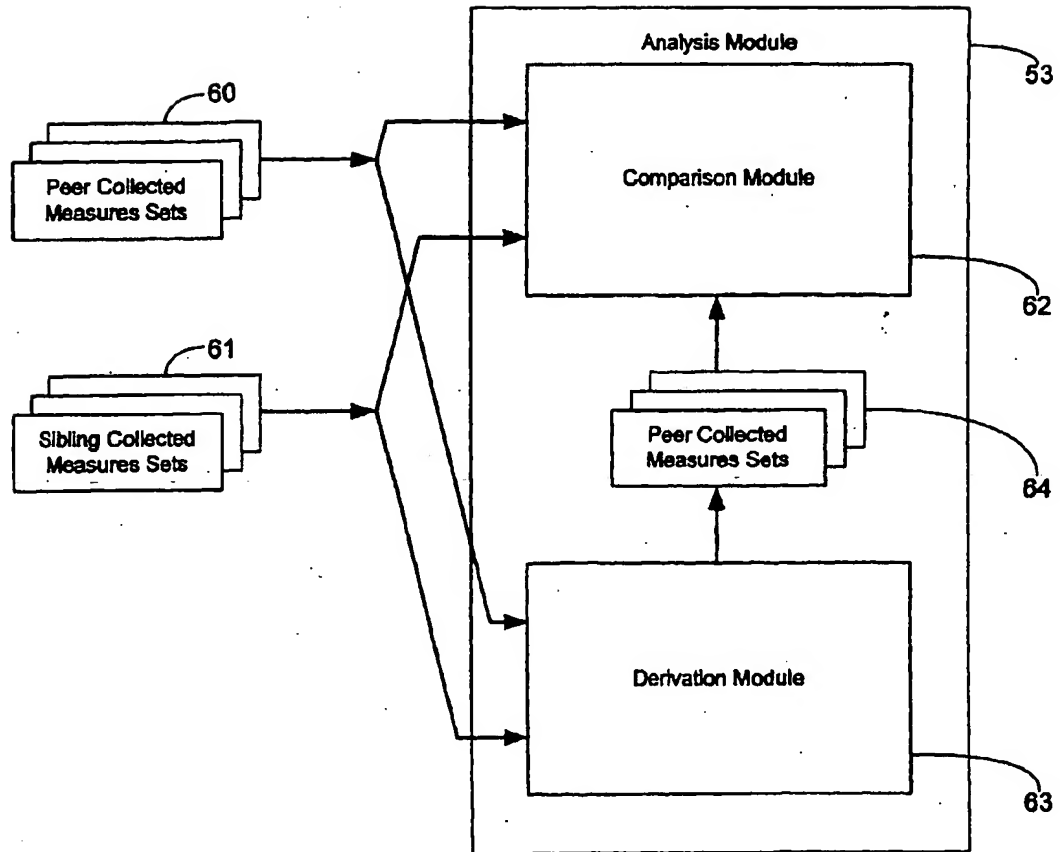 Analysis Module
53
60
Peer Collected
Measures Sets
Comparison Module
62
61
Sibling Collected
Measures Sets
Peer Collected
Measures Sets
64
Derivation Module
63